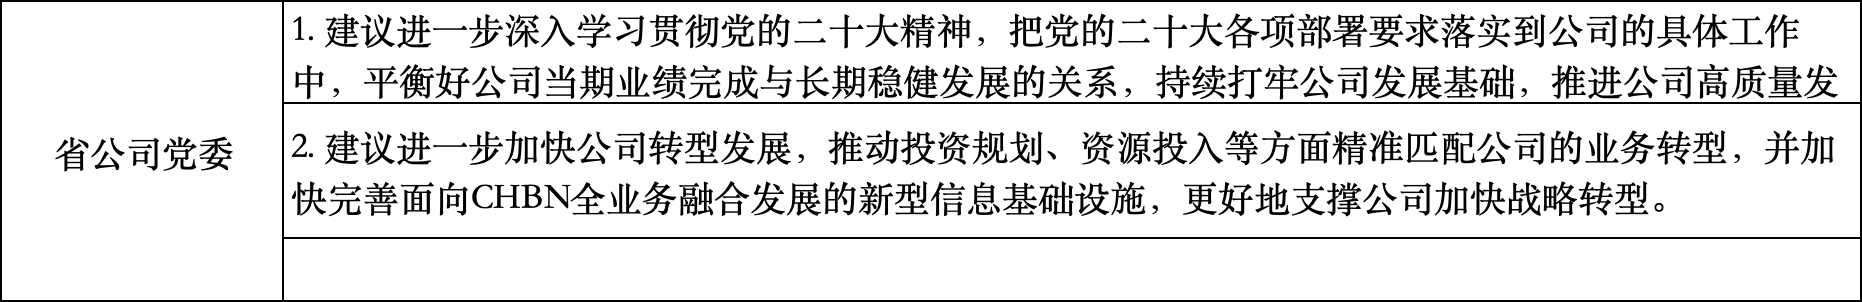 省公司党委
1. 建议进一步深入学习贯彻党的二十大精神，把党的二十大各项部署要求落实到公司的具体工作
中，平衡好公司当期业绩完成与长期稳健发展的关系，持续打牢公司发展基础，推进公司高质量发
2. 建议进一步加快公司转型发展，推动投资规划、资源投入等方面精准匹配公司的业务转型，并加
快完善面向CHBN全业务融合发展的新型信息基础设施，更好地支撑公司加快战略转型。